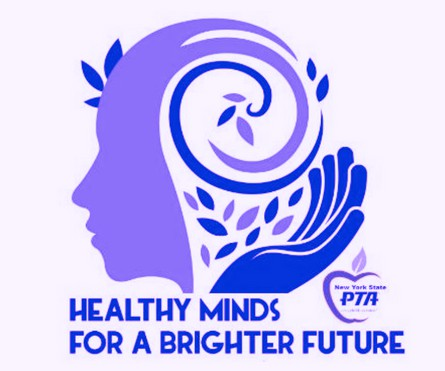 New York State
PTA
HEALTHY MINDS
FOR A BRIGHTER FUTURE